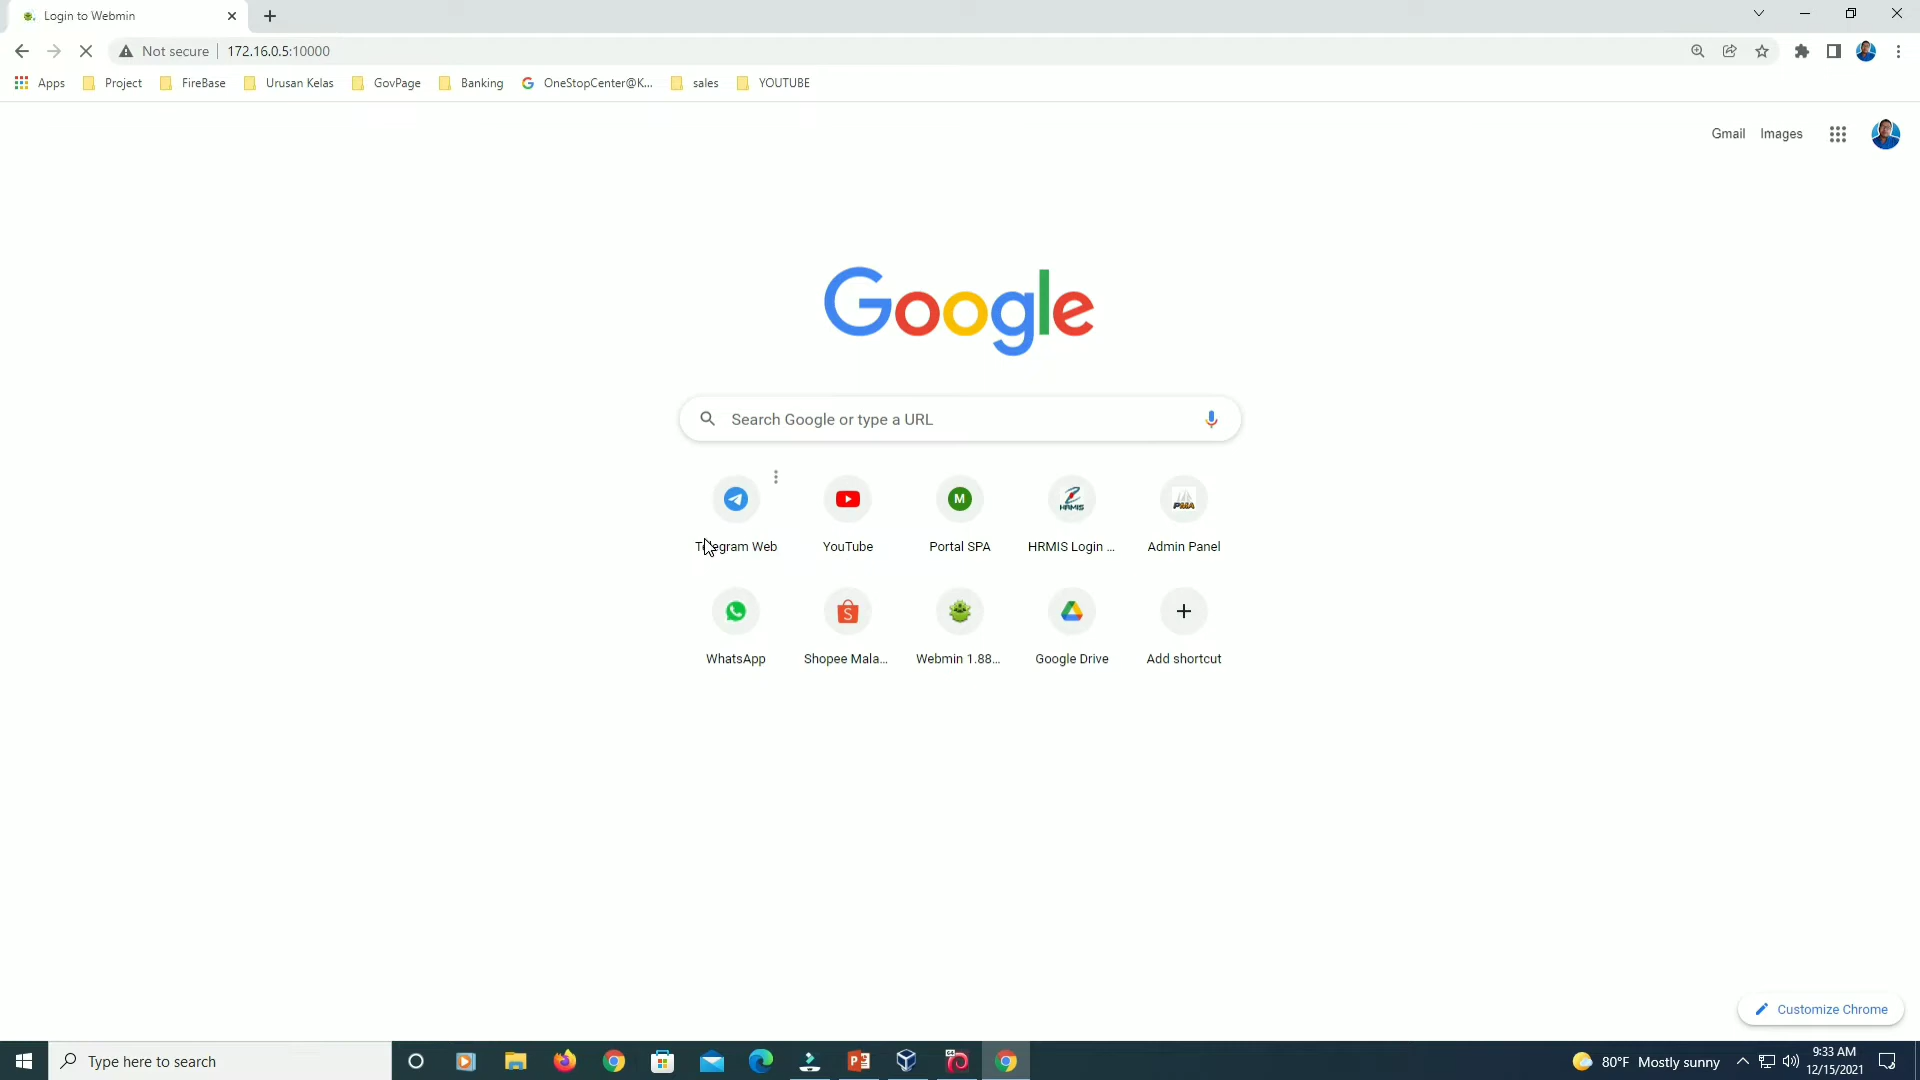 Login to Webmin
Not secure
172.16.0.5:10000
Apps
Project
FireBase
Urusan Kelas
GovPage
Banking
OneStopCenter@K...
sales
YOUTUBE
Gmail
Images
Google
Search Google or type a URL
Telegram Web
YouTube
Portal SPA
HRMIS Login ...
Admin Panel
M
HRMIS
PMA
WhatsApp
Shopee Mala...
Webmin 1.88...
Google Drive
Add shortcut
Customize Chrome
Type here to search
80°F Mostly sunny
9:33 AM
12/15/2021